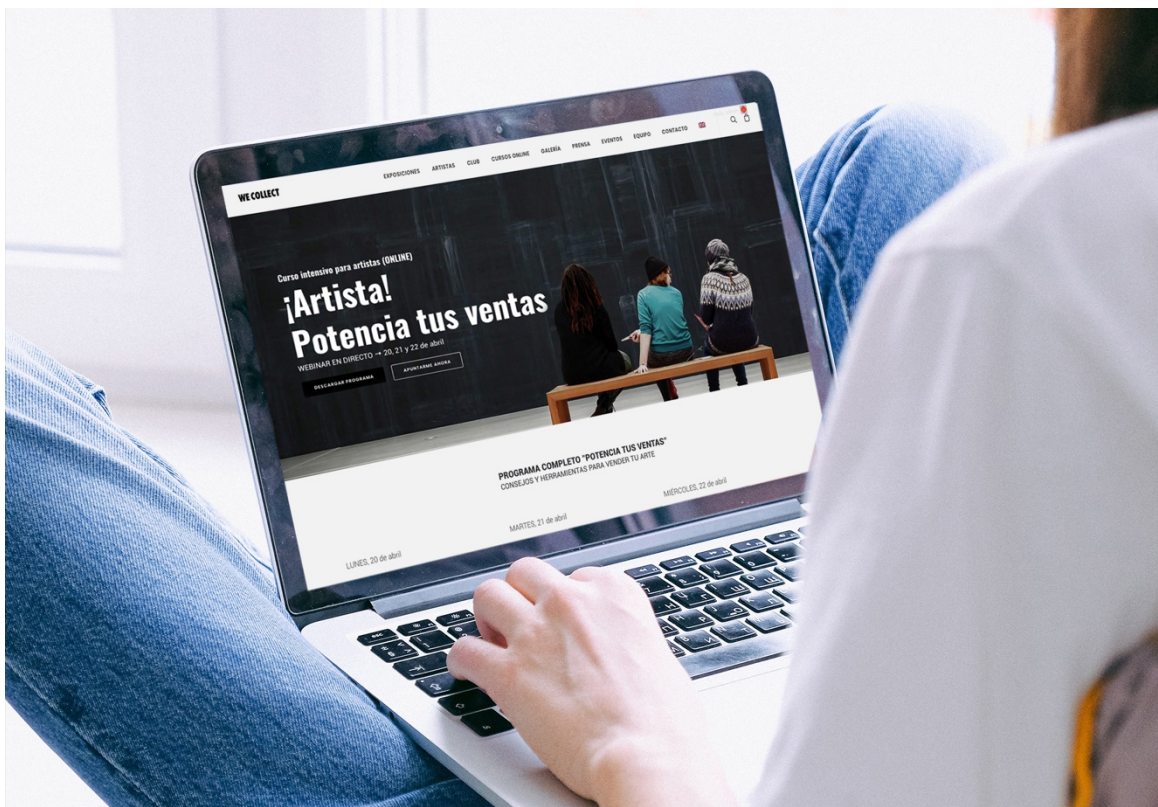 WE COLLECT
EXPOSICIONES ARTISTAS CLUB CURSOS ONLINE GALERÍA PRENSA EVENTOS EQUIPO CONTACTO
Curso intensivo para artistas (ONLINE)
¡Artista!
Potencia tus ventas
WEBINAR EN DIRECTO → 20, 21 y 22 de abril
DESCARGAR PROGRAMA APUNTARME AHORA
PROGRAMA COMPLETO "POTENCIA TUS VENTAS"
CONSEJOS Y HERRAMIENTAS PARA VENDER TU ARTE
LUNES, 20 de abril MARTES, 21 de abril MIÉRCOLES, 22 de abril
esc